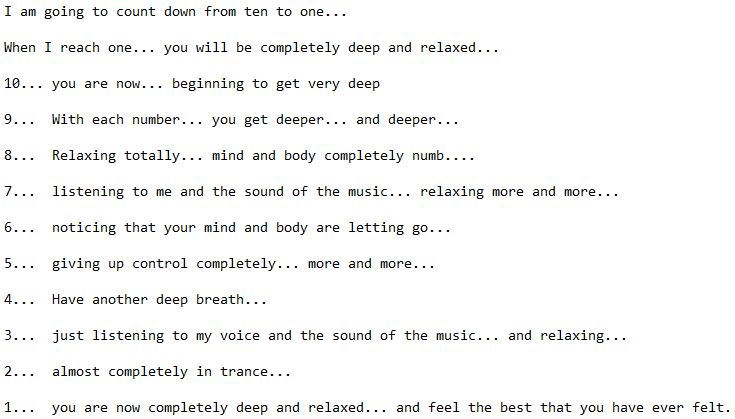 I am going to count down from ten to one...
When I reach one... you will be completely deep and relaxed...
10... you are now... beginning to get very deep
9...  With each number... you get deeper... and deeper...
8...  Relaxing totally... mind and body completely numb....
7...  listening to me and the sound of the music... relaxing more and more...
6...  noticing that your mind and body are letting go...
5...  giving up control completely... more and more...
4...  Have another deep breath...
3...  just listening to my voice and the sound of the music... and relaxing...
2...  almost completely in trance...
1...  you are now completely deep and relaxed... and feel the best that you have ever felt.